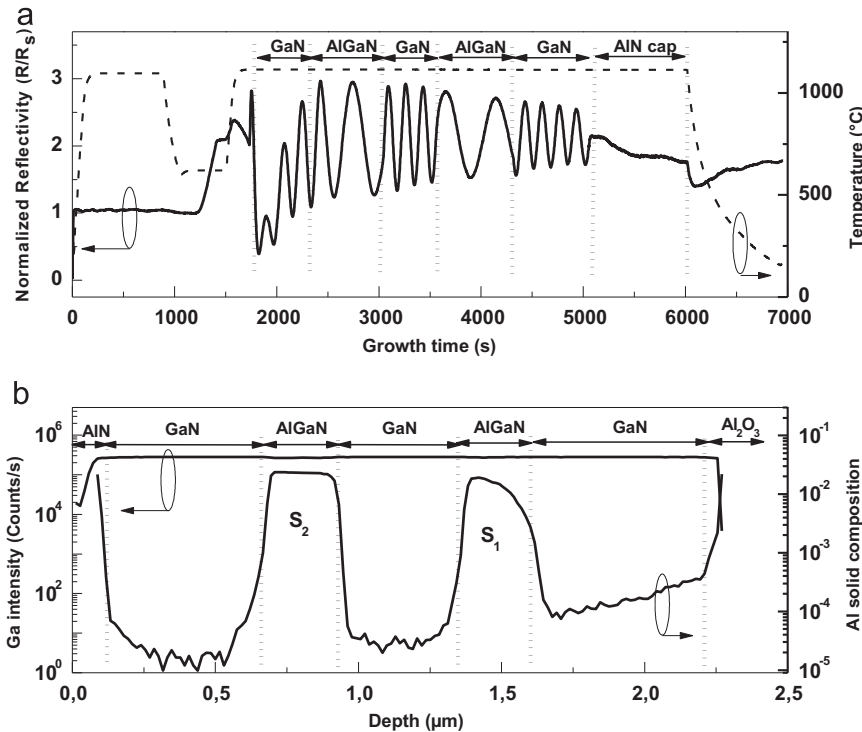 a
GaN AlGaN GaN AlGaN GaN AlN cap
Normalized Reflectivity (R/Rs)
3
2
1
0
1000
500
0
Temperature (°C)
0 1000 2000 3000 4000 5000 6000 7000
Growth time (s)
b
AlN GaN AlGaN GaN AlGaN GaN Al2O3
Ga intensity (Counts/s)
10^6
10^4
10^2
10^0
S2 S1
10^-1
10^-2
10^-3
10^-4
10^-5
Al solid composition
0,0 0,5 1,0 1,5 2,0 2,5
Depth (µm)